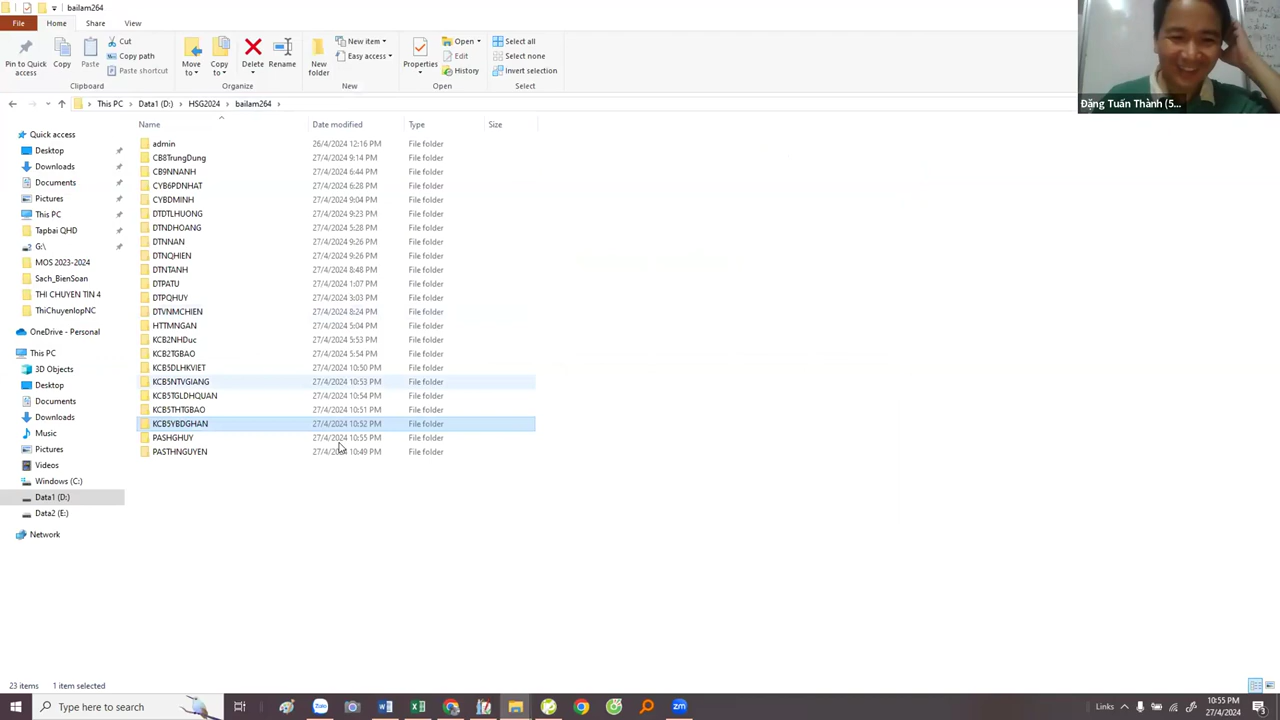 bailam264
File
Home
Share
View
Pin to Quick access
Copy
Paste
Cut
Copy path
Paste shortcut
Clipboard
Move to
Copy to
Delete
Rename
Organize
New folder
New item
Easy access
New
Properties
Open
Edit
History
Open
Select all
Select none
Invert selection
Select
Đặng Tuấn Thành (5...
This PC
Data1 (D:)
HSG2024
bailam264
Name
Date modified
Type
Size
Quick access
Desktop
Downloads
Documents
Pictures
This PC
Tapbai QHD
G:\
MOS 2023-2024
Sach_BienSoan
THI CHUYEN TIN 4
ThiChuyenlopNC
OneDrive - Personal
This PC
3D Objects
Desktop
Documents
Downloads
Music
Pictures
Videos
Windows (C:)
Data1 (D:)
Data2 (E:)
Network
admin 26/4/2024 12:16 PM File folder
CB8TrungDung 27/4/2024 9:14 PM File folder
CB9NNANH 27/4/2024 6:44 PM File folder
CYB6PDNHAT 27/4/2024 6:28 PM File folder
CYBDMINH 27/4/2024 9:04 PM File folder
DTDTLHUONG 27/4/2024 9:23 PM File folder
DTNDHOANG 27/4/2024 5:28 PM File folder
DTNNAN 27/4/2024 9:26 PM File folder
DTNQHIEN 27/4/2024 9:26 PM File folder
DTNTANH 27/4/2024 8:48 PM File folder
DTPATU 27/4/2024 1:07 PM File folder
DTPQHUY 27/4/2024 3:03 PM File folder
DTVNMCHIEN 27/4/2024 8:24 PM File folder
HTTMNGAN 27/4/2024 5:04 PM File folder
KCB2NHDuc 27/4/2024 5:53 PM File folder
KCB2TGBAO 27/4/2024 5:54 PM File folder
KCB5DLHKVIET 27/4/2024 10:50 PM File folder
KCB5NTVGIANG 27/4/2024 10:53 PM File folder
KCB5TGLDHQUAN 27/4/2024 10:54 PM File folder
KCB5THTGBAO 27/4/2024 10:51 PM File folder
KCB5YBDGHAN 27/4/2024 10:52 PM File folder
PASHGHUY 27/4/2024 10:55 PM File folder
PASTHNGUYEN 27/4/2024 10:49 PM File folder
23 items
1 item selected
Type here to search
Zalo
zm
Links
10:55 PM
27/4/2024
3